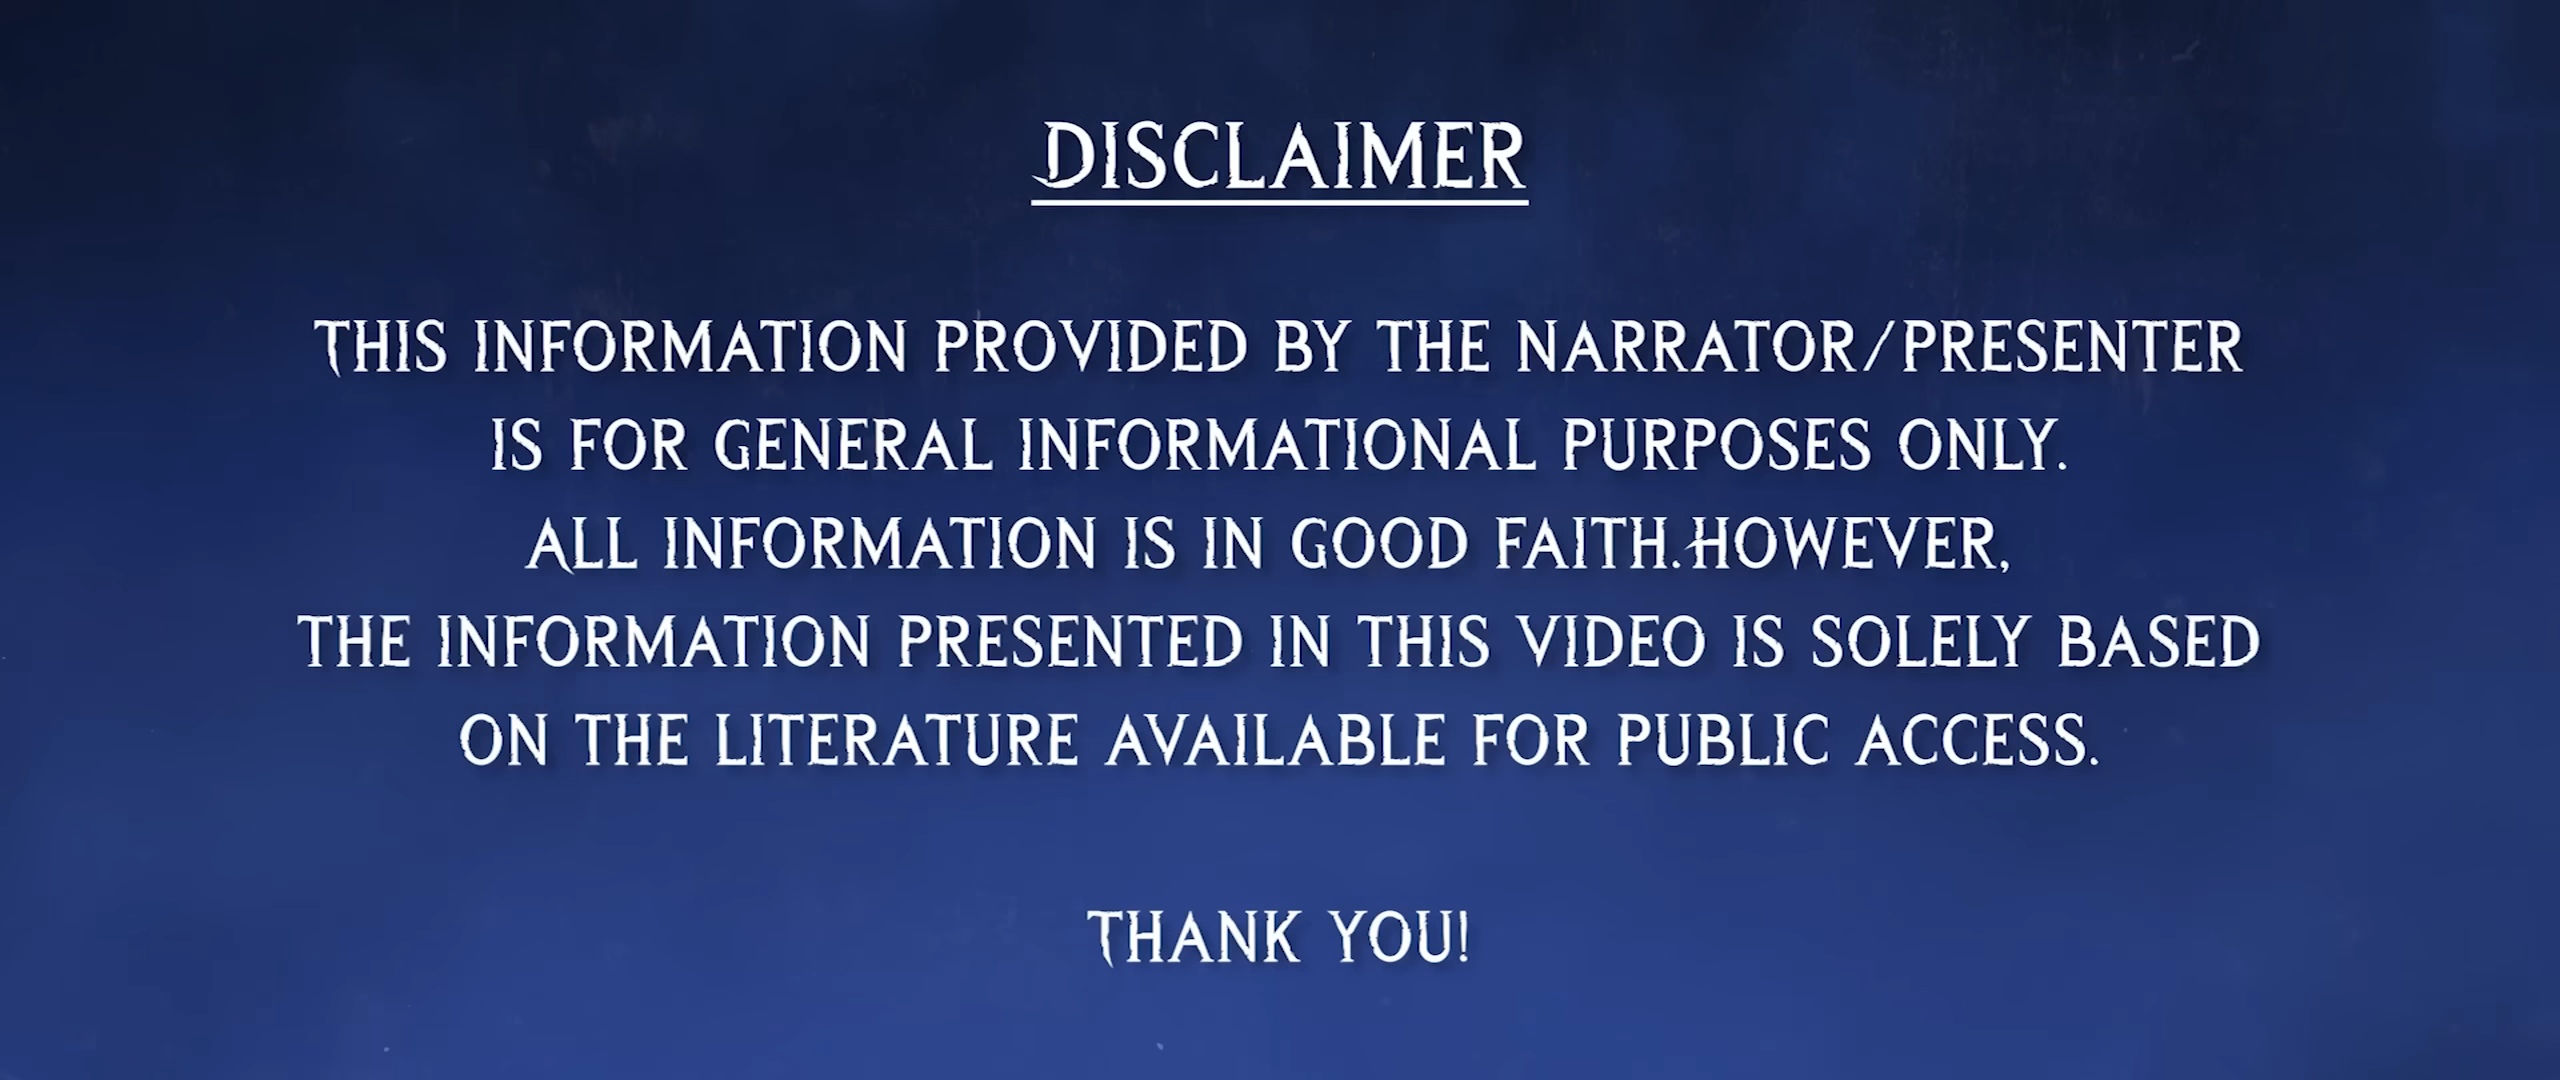 DISCLAIMER
THIS INFORMATION PROVIDED BY THE NARRATOR/PRESENTER
IS FOR GENERAL INFORMATIONAL PURPOSES ONLY.
ALL INFORMATION IS IN GOOD FAITH.HOWEVER,
THE INFORMATION PRESENTED IN THIS VIDEO IS SOLELY BASED
ON THE LITERATURE AVAILABLE FOR PUBLIC ACCESS.
THANK YOU!